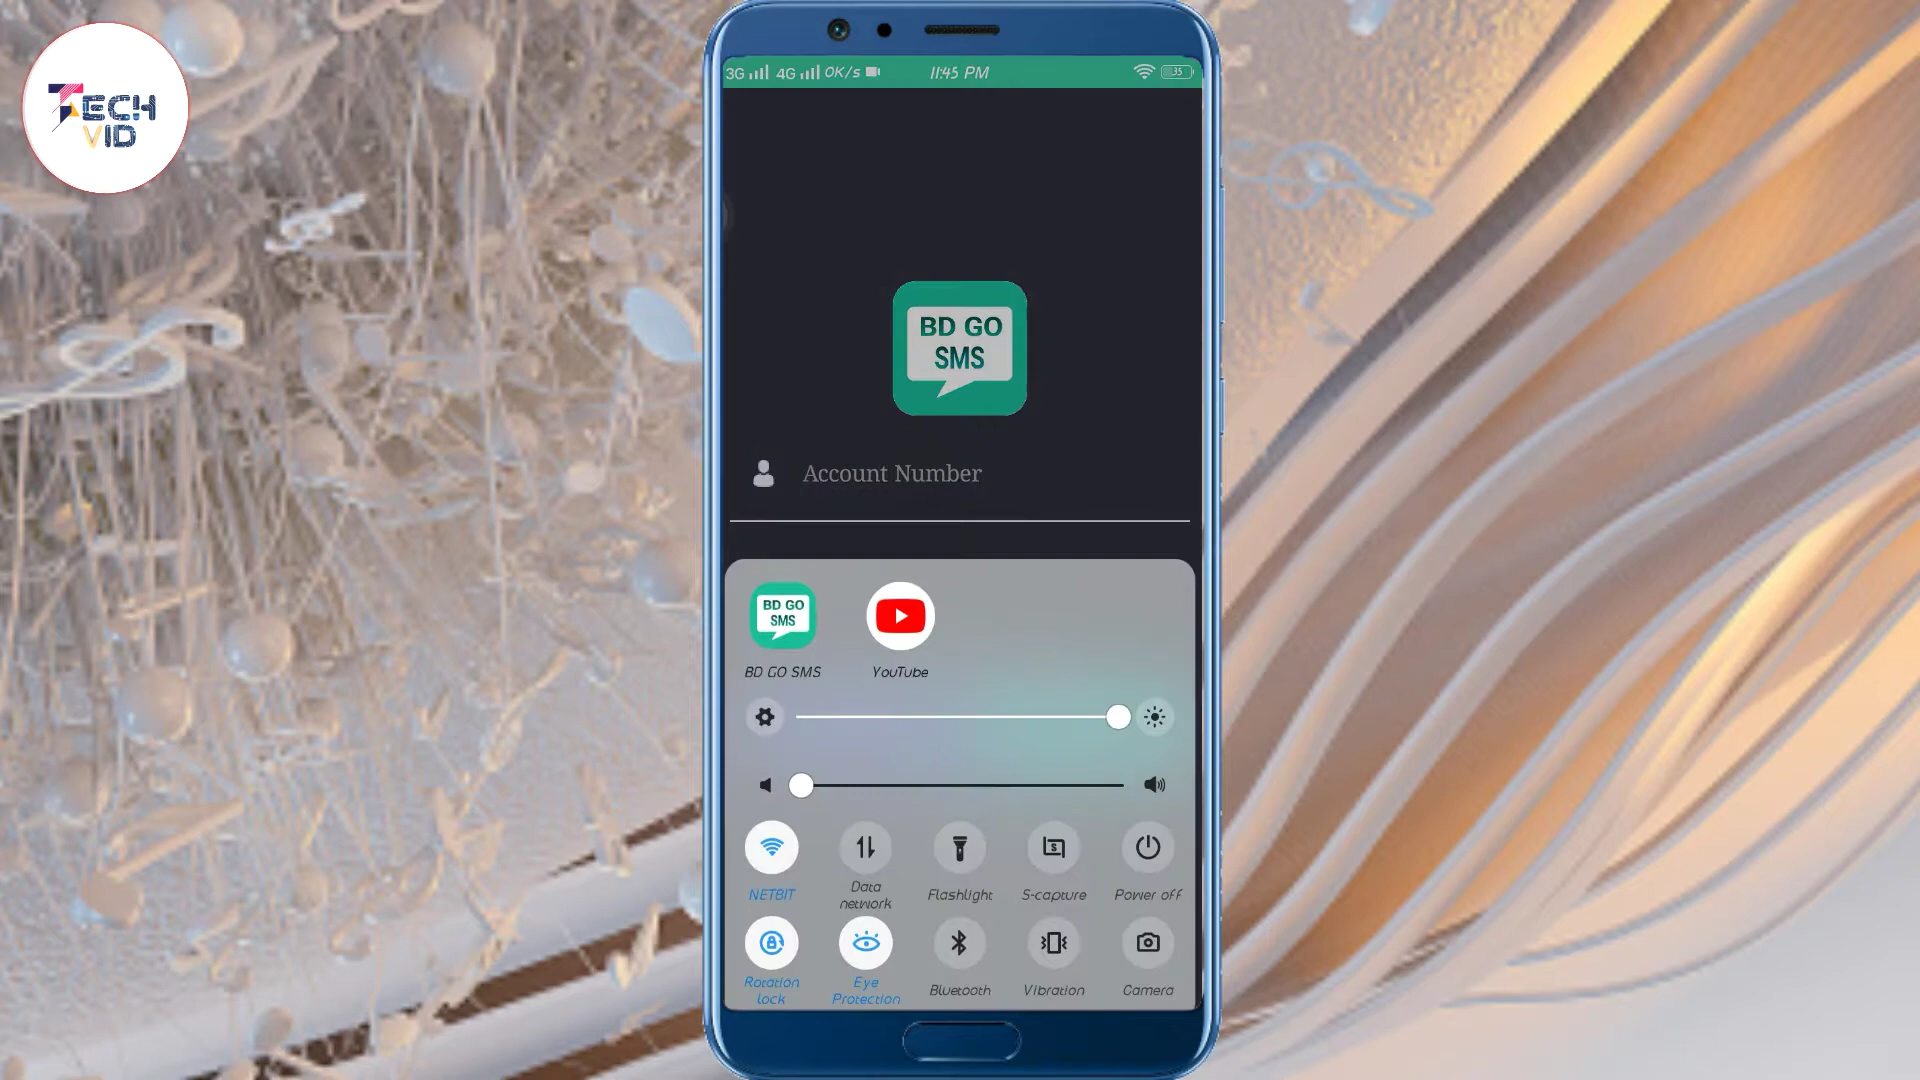 TECH
VID
3G 4G 0K/s 11:45 PM 35
BD GO
SMS
Account Number
BD GO
SMS
BD GO SMS YouTube
NETBIT Data network Flashlight S-capture Power off
Rotation lock Eye Protection Bluetooth Vibration Camera